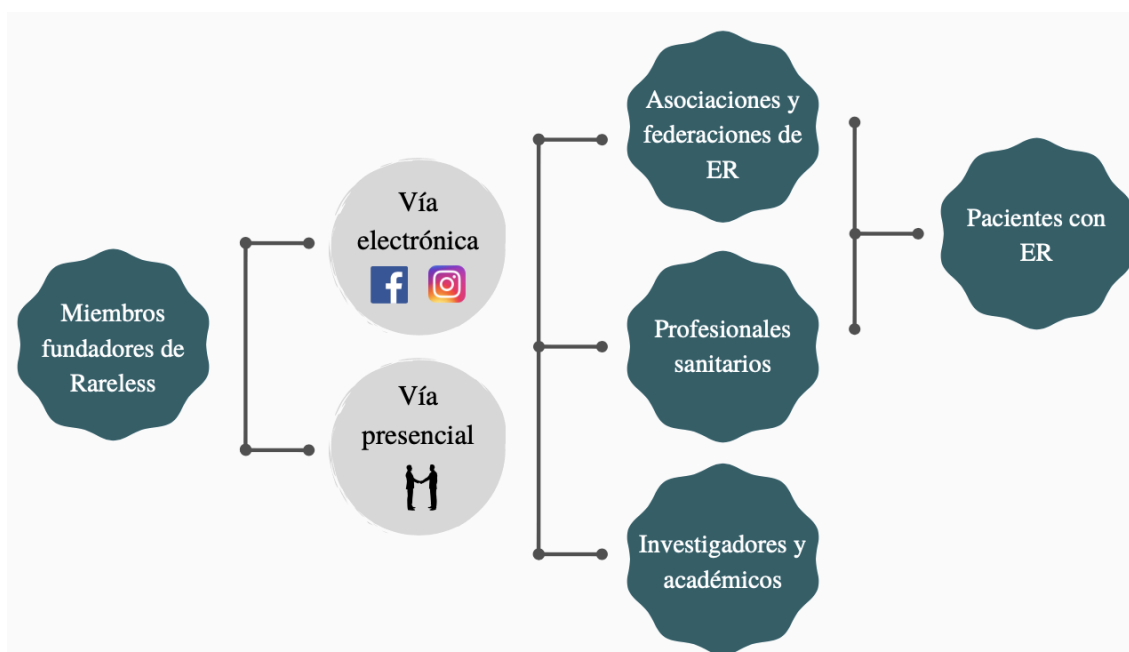 Miembros
fundadores de
Rareless
Vía
electrónica
Vía
presencial
Asociaciones y
federaciones de
ER
Profesionales
sanitarios
Investigadores y
académicos
Pacientes con
ER